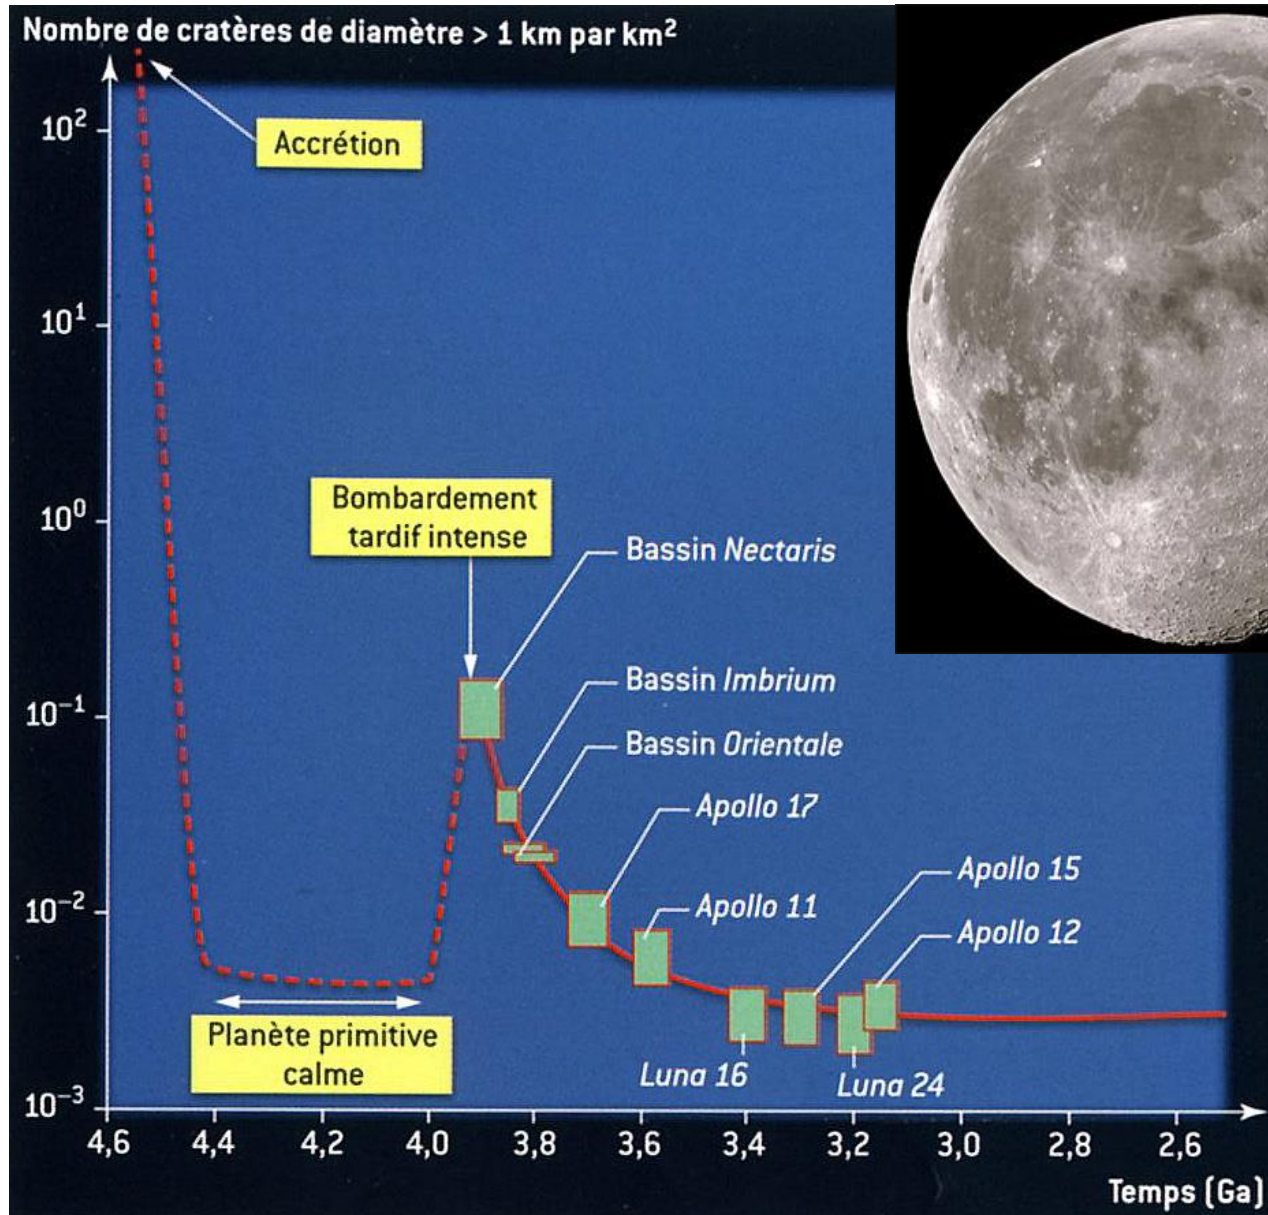 Nombre de cratères de diamètre > 1 km par km²
10²
Accrétion
10¹
Bombardement
tardif intense
10⁰
Bassin Nectaris
Bassin Imbrium
10⁻¹
Bassin Orientale
Apollo 17
Apollo 15
10⁻²
Apollo 11
Apollo 12
Planète primitive
calme
Luna 16
Luna 24
10⁻³
4,6 4,4 4,2 4,0 3,8 3,6 3,4 3,2 3,0 2,8 2,6
Temps (Ga)